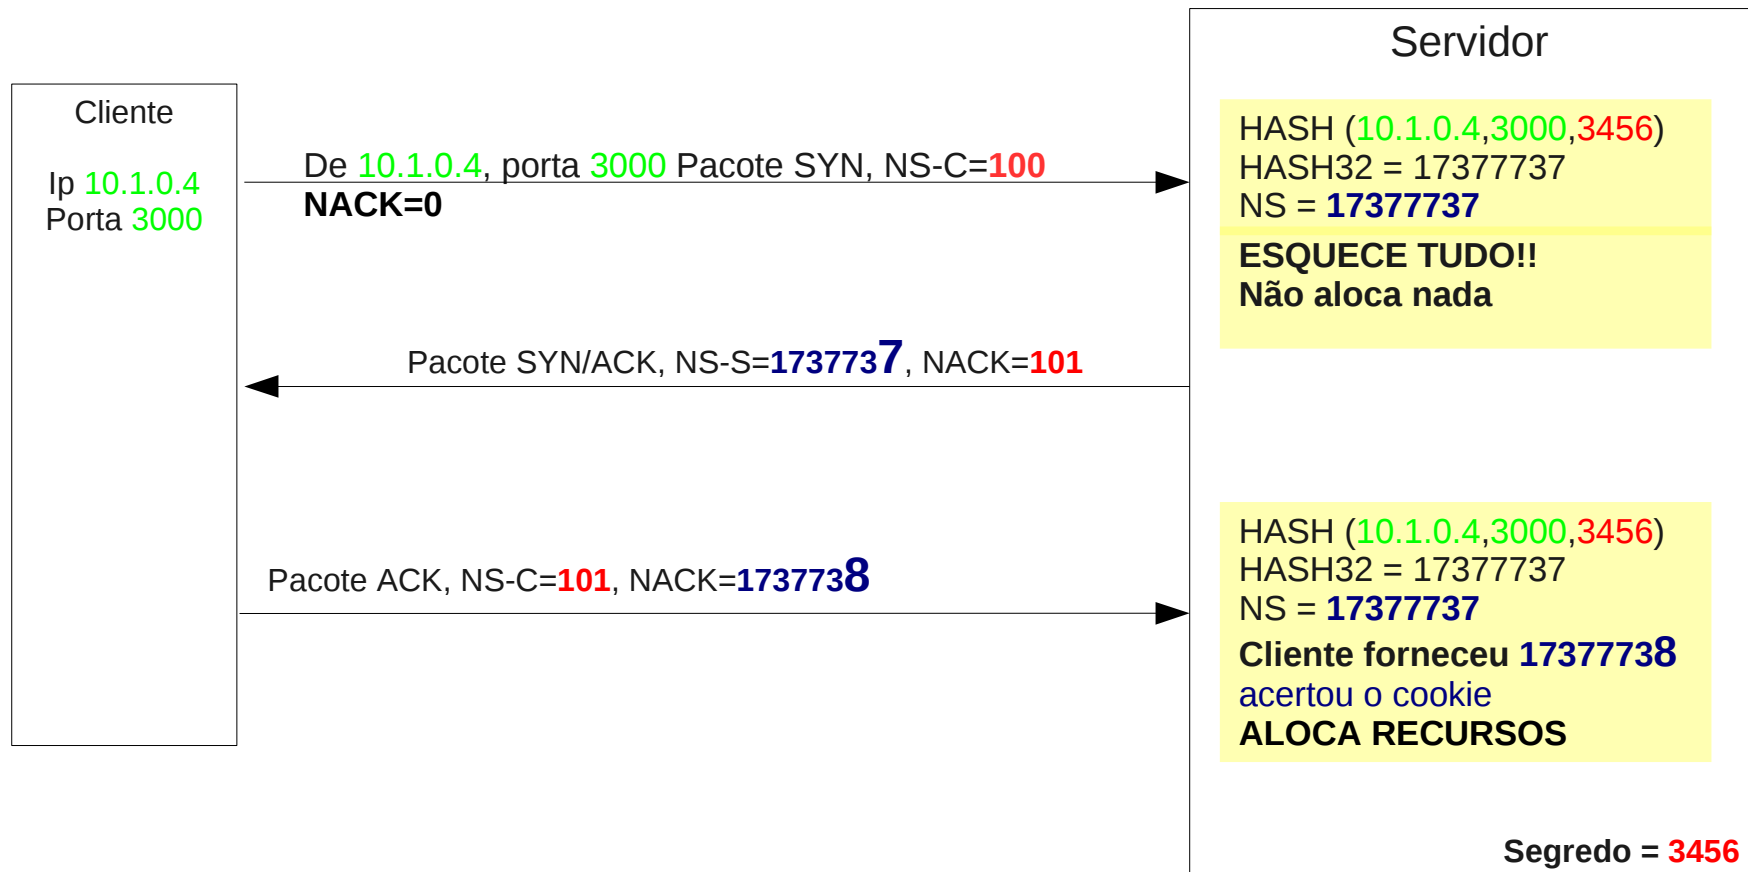 Servidor
Cliente
Ip 10.1.0.4
Porta 3000
De 10.1.0.4, porta 3000 Pacote SYN, NS-C=100
NACK=0
HASH (10.1.0.4,3000,3456)
HASH32 = 17377737
NS = 17377737
ESQUECE TUDO!!
Não aloca nada
Pacote SYN/ACK, NS-S=1737737, NACK=101
Pacote ACK, NS-C=101, NACK=1737738
HASH (10.1.0.4,3000,3456)
HASH32 = 17377737
NS = 17377737
Cliente forneceu 17377738
acertou o cookie
ALOCA RECURSOS
Segredo = 3456